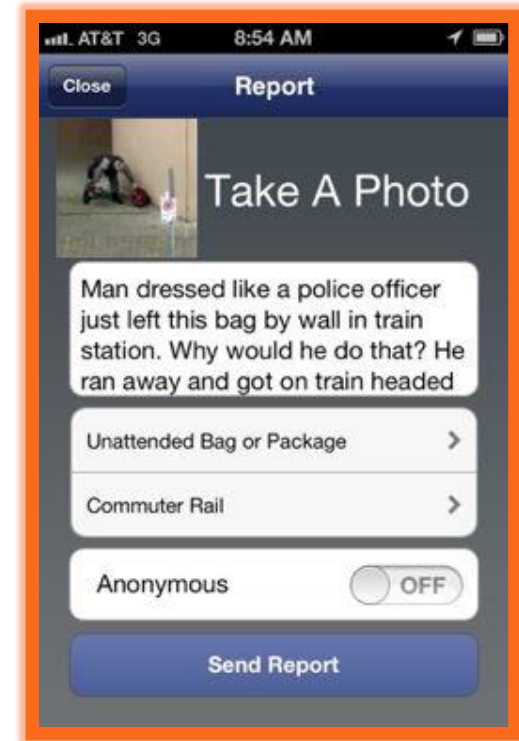 AT&T 3G 8:54 AM
Close Report
Take A Photo
Man dressed like a police officer
just left this bag by wall in train
station. Why would he do that? He
ran away and got on train headed
Unattended Bag or Package
Commuter Rail
Anonymous OFF
Send Report